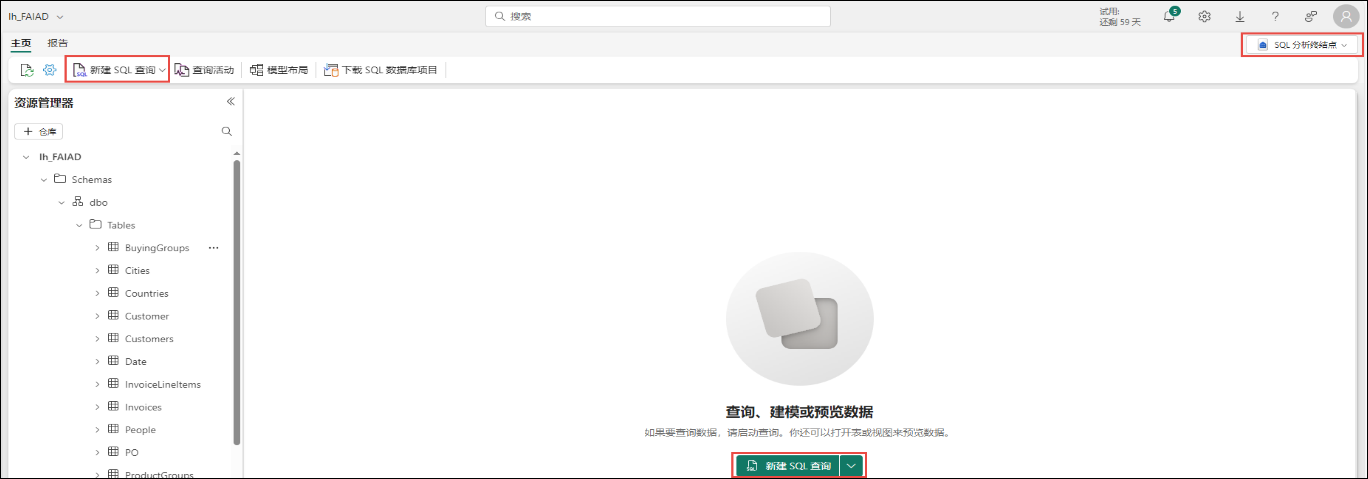 lh_FAIAD
搜索
试用:
还剩 59 天
5
主页 报告
SQL 分析终结点
新建 SQL 查询 查询活动 模型布局 下载 SQL 数据库项目
资源管理器
仓库
lh_FAIAD
Schemas
dbo
Tables
BuyingGroups
Cities
Countries
Customer
Customers
Date
InvoiceLineItems
Invoices
People
PO
ProductGroups
查询、建模或预览数据
如果要查询数据，请启动查询。你还可以打开表或视图来预览数据。
新建 SQL 查询